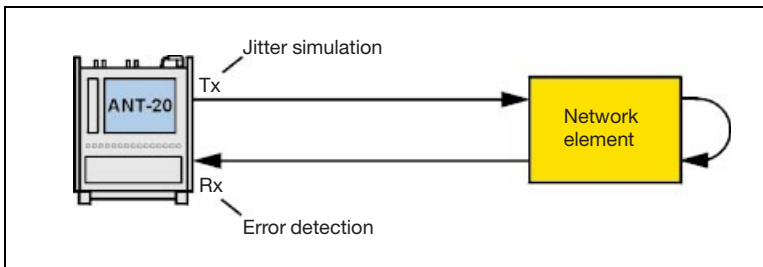 Jitter simulation
Tx
ANT-20
Network
element
Rx
Error detection